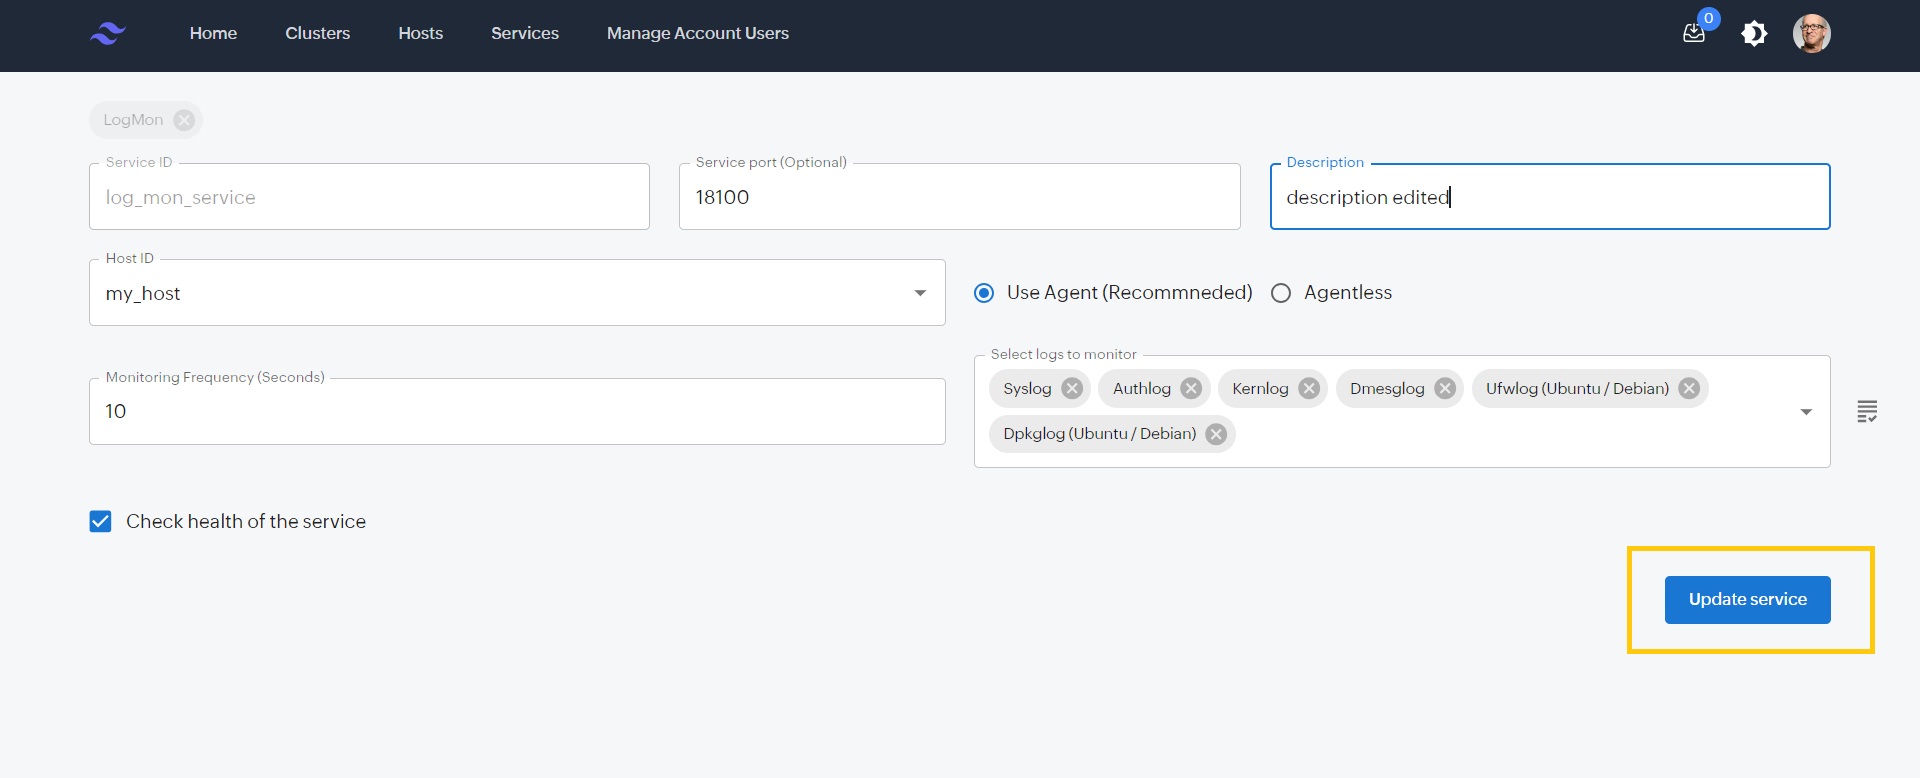 Home Clusters Hosts Services Manage Account Users 0
LogMon
Service ID
log_mon_service
Service port (Optional)
18100
Description
description edited
Host ID
my_host
Use Agent (Recommneded) Agentless
Monitoring Frequency (Seconds)
10
Select logs to monitor
Syslog Authlog Kernlog Dmesglog Ufwlog (Ubuntu / Debian)
Dpkglog (Ubuntu / Debian)
Check health of the service
Update service